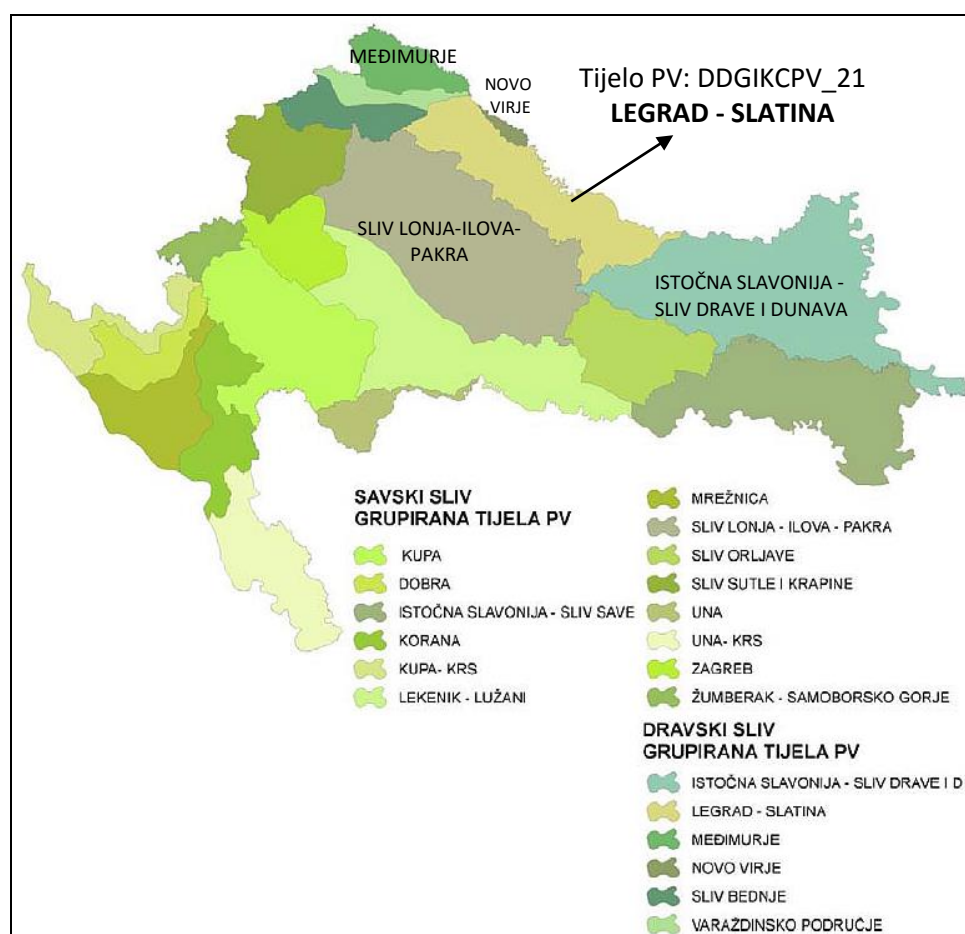 MEĐIMURJE
NOVO
VIRJE
Tijelo PV: DDGIKCPV_21
LEGRAD - SLATINA
SLIV LONJA-ILOVA-
PAKRA
ISTOČNA SLAVONIJA -
SLIV DRAVE I DUNAVA
SAVSKI SLIV
GRUPIRANA TIJELA PV
KUPA
DOBRA
ISTOČNA SLAVONIJA - SLIV SAVE
KORANA
KUPA- KRS
LEKENIK - LUŽANI
MREŽNICA
SLIV LONJA - ILOVA - PAKRA
SLIV ORLJAVE
SLIV SUTLE I KRAPINE
UNA
UNA- KRS
ZAGREB
ŽUMBERAK - SAMOBORSKO GORJE
DRAVSKI SLIV
GRUPIRANA TIJELA PV
ISTOČNA SLAVONIJA - SLIV DRAVE I D
LEGRAD - SLATINA
MEĐIMURJE
NOVO VIRJE
SLIV BEDNJE
VARAŽDINSKO PODRUČJE